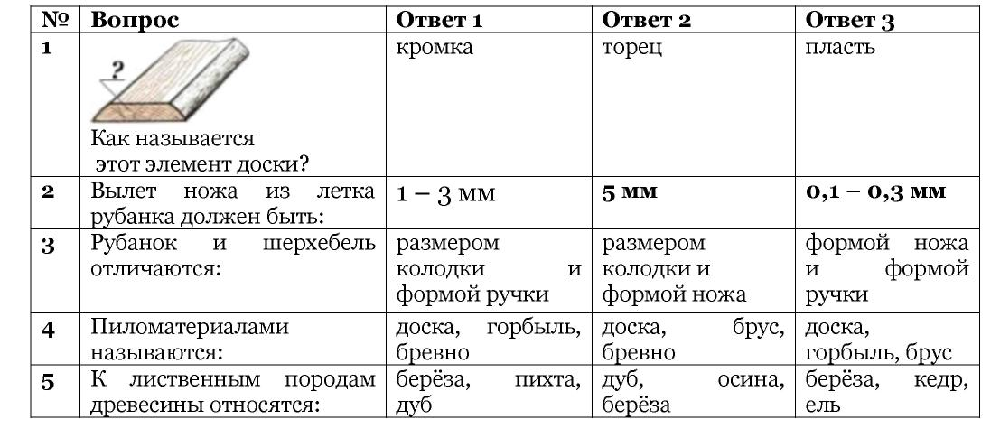 № Вопрос Ответ 1 Ответ 2 Ответ 3
1 ? кромка торец пласть
Как называется
этот элемент доски?
2 Вылет ножа из летка 1 – 3 мм 5 мм 0,1 – 0,3 мм
рубанка должен быть:
3 Рубанок и шерхебель размером размером формой ножа
отличаются: колодки и колодки и и формой
формой ручки формой ножа ручки
4 Пиломатериалами доска, горбыль, доска, брус, доска,
называются: бревно бревно горбыль, брус
5 К лиственным породам берёза, пихта, дуб, осина, берёза, кедр,
древесины относятся: дуб берёза ель